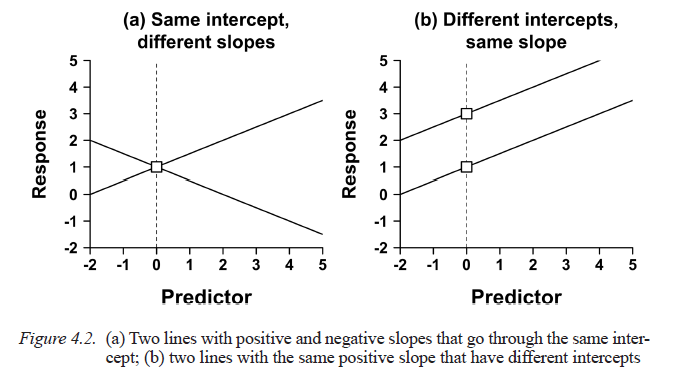 (a) Same intercept,
different slopes
5
4
3
2
1
0
-1
-2
Response
-2 -1 0 1 2 3 4 5
Predictor
(b) Different intercepts,
same slope
5
4
3
2
1
0
-1
-2
Response
-2 -1 0 1 2 3 4 5
Predictor
Figure 4.2. (a) Two lines with positive and negative slopes that go through the same inter-
cept; (b) two lines with the same positive slope that have different intercepts